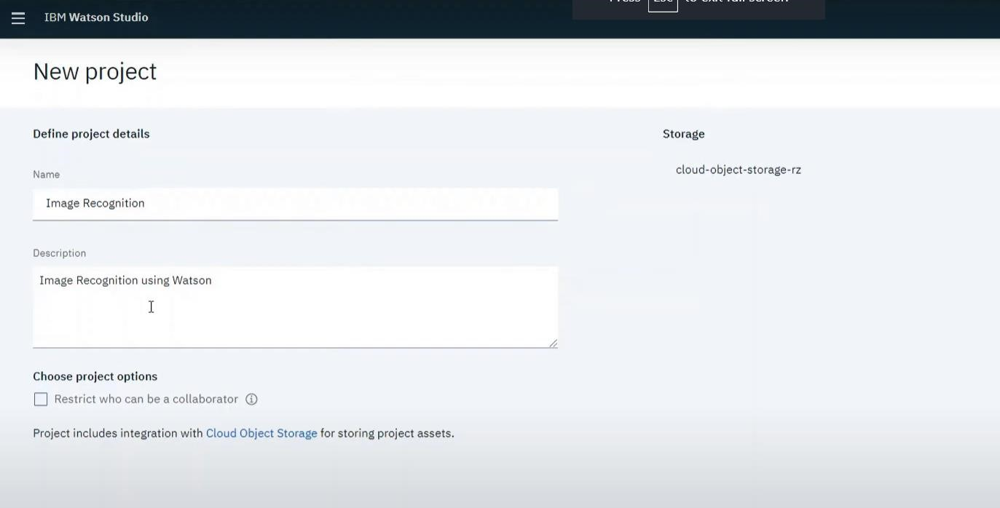 IBM Watson Studio
Press Esc to exit full screen
New project
Define project details
Name
Image Recognition
Description
Image Recognition using Watson
Choose project options
Restrict who can be a collaborator
Project includes integration with Cloud Object Storage for storing project assets.
Storage
cloud-object-storage-rz